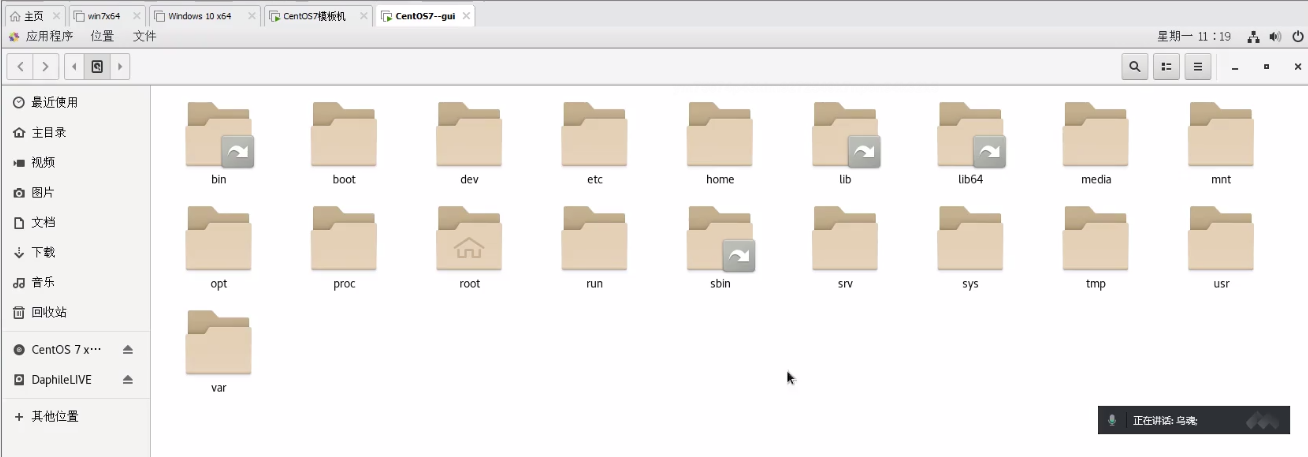 主页 win7x64 Windows 10 x64 CentOS7模板机 CentOS7--gui
应用程序 位置 文件 星期一 11：19
最近使用
主目录
视频
图片
文档
下载
音乐
回收站
CentOS 7 x···
DaphileLIVE
其他位置
bin boot dev etc home lib lib64 media mnt
opt proc root run sbin srv sys tmp usr
var
正在讲话: 乌魂;